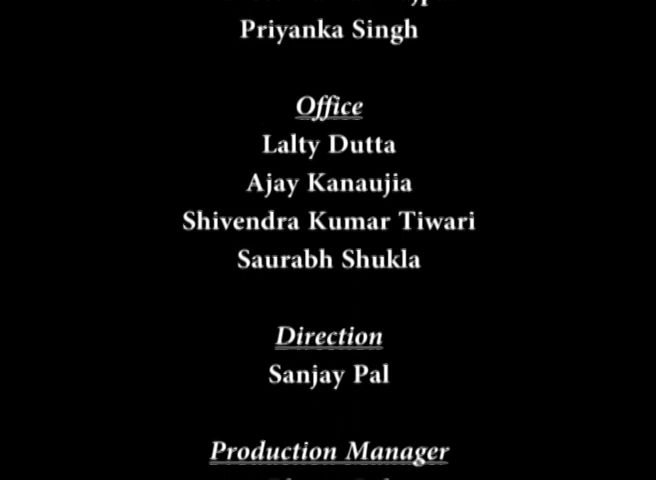 Priyanka Singh
Office
Lalty Dutta
Ajay Kanaujia
Shivendra Kumar Tiwari
Saurabh Shukla
Direction
Sanjay Pal
Production Manager